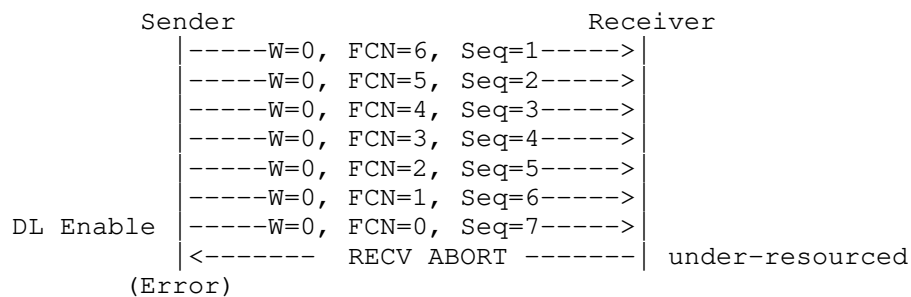 Sender Receiver
|-----W=0, FCN=6, Seq=1----->|
|-----W=0, FCN=5, Seq=2----->|
|-----W=0, FCN=4, Seq=3----->|
|-----W=0, FCN=3, Seq=4----->|
|-----W=0, FCN=2, Seq=5----->|
|-----W=0, FCN=1, Seq=6----->|
DL Enable |-----W=0, FCN=0, Seq=7----->|
|<------- RECV ABORT -------| under-resourced
(Error)